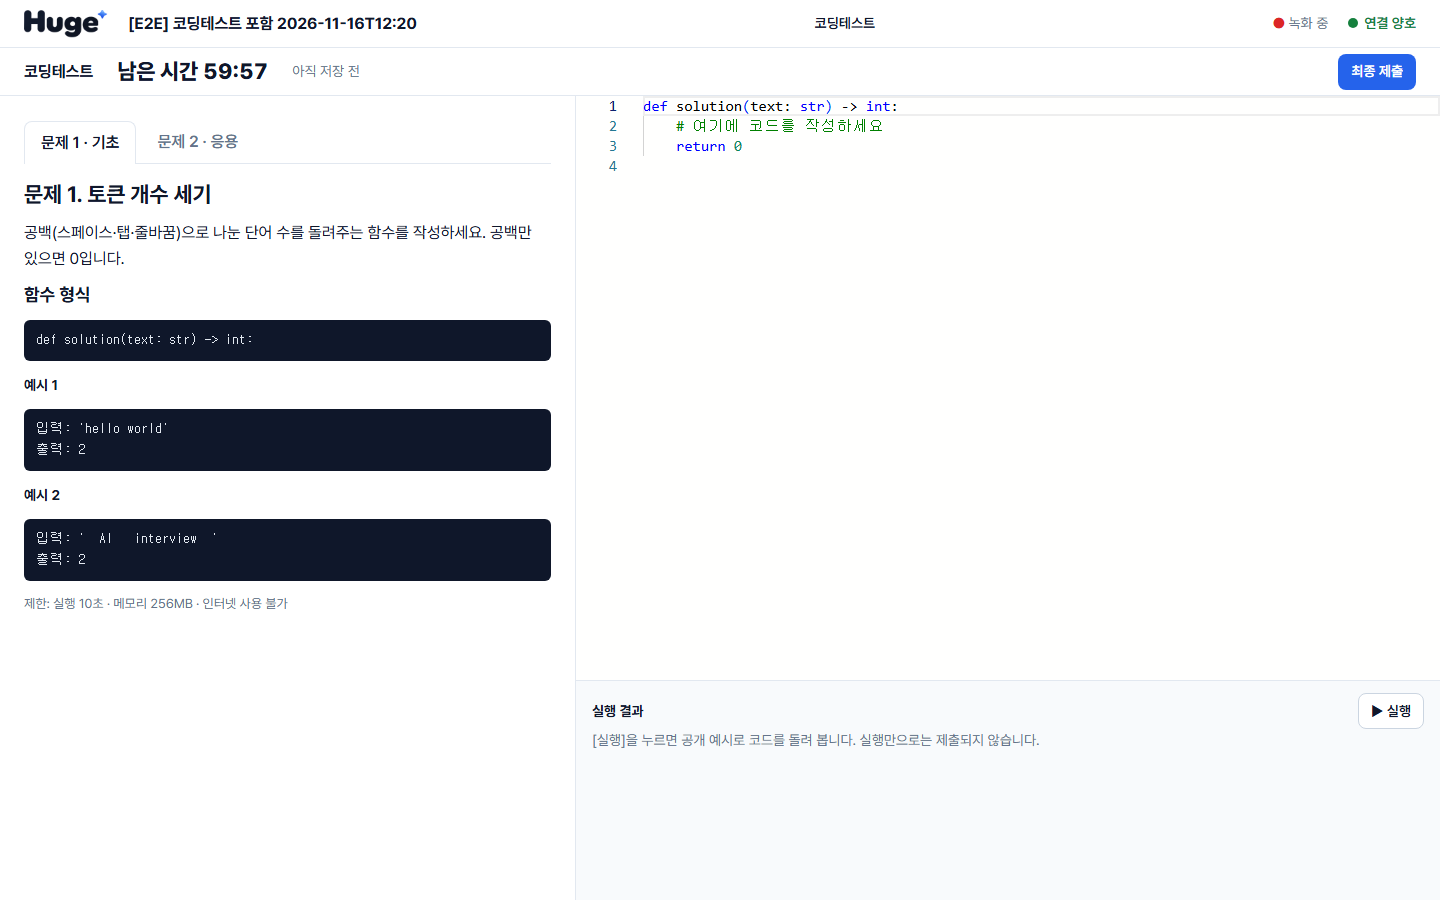 Huge
[E2E] 코딩테스트 포함 2026-11-16T12:20
코딩테스트
녹화 중
연결 양호
코딩테스트
남은 시간 59:57
아직 저장 전
최종 제출
문제 1 · 기초
문제 2 · 응용
문제 1. 토큰 개수 세기
공백(스페이스·탭·줄바꿈)으로 나눈 단어 수를 돌려주는 함수를 작성하세요. 공백만
있으면 0입니다.
함수 형식
def solution(text: str) -> int:
예시 1
입력: 'hello world'
출력: 2
예시 2
입력: '  AI   interview  '
출력: 2
제한: 실행 10초 · 메모리 256MB · 인터넷 사용 불가
1 def solution(text: str) -> int:
2     # 여기에 코드를 작성하세요
3     return 0
4
실행 결과
▶ 실행
[실행]을 누르면 공개 예시로 코드를 돌려 봅니다. 실행만으로는 제출되지 않습니다.